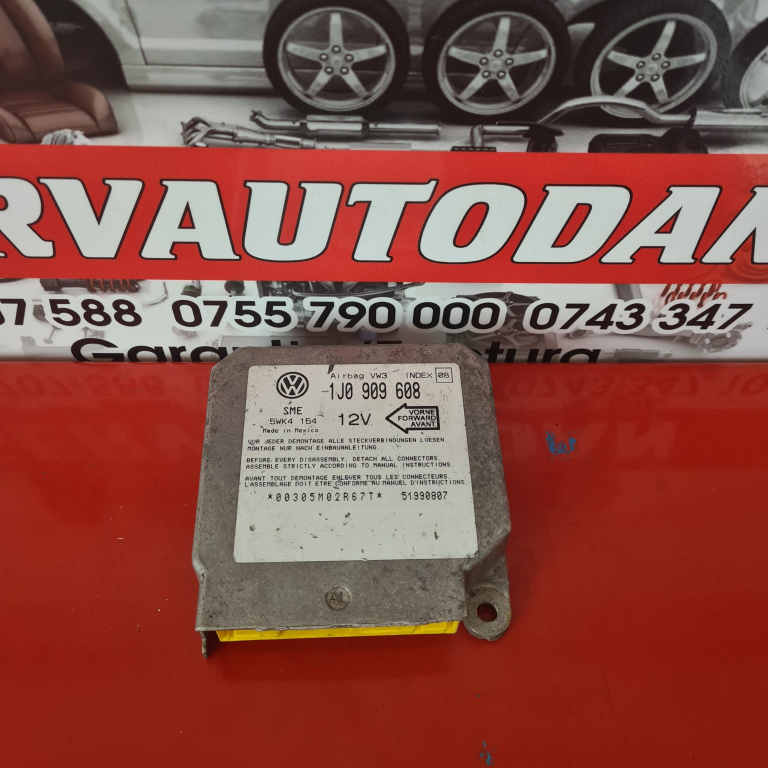 RVAUTODAN
7 588 0755 790 000 0743 347
Airbag VW3 INDEX 08
1J0 909 608
SME
5WK4 154
Made in Mexico
12V
VORNE
FORWARD
AVANT
VOR JEDER DEMONTAGE ALLE STECKVERBINDUNGEN LOESEN.
MONTAGE NUR NACH EINBAUANLEITUNG.
BEFORE EVERY DISASSEMBLY, DETACH ALL CONNECTORS.
ASSEMBLE STRICTLY ACCORDING TO MANUAL INSTRUCTIONS.
AVANT TOUT DEMONTAGE ENLEVER TOUS LES CONNECTEURS.
L'ASSEMBLAGE DOIT ETRE CONFORME AU MANUEL D'INSTRUCTIONS.
*00305M02R67T* 51990807
AL